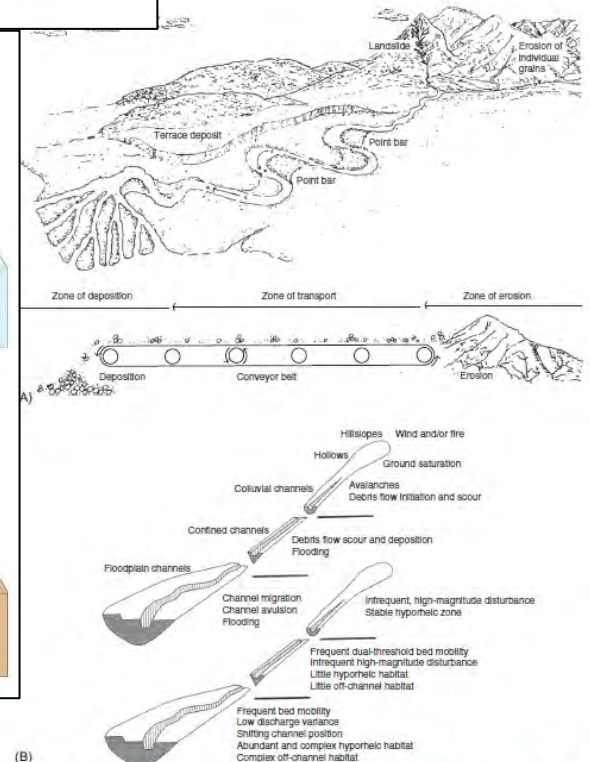 Landslide
Erosion of
individual
grains
Terrace deposit
Point bar
Point bar
Zone of deposition
Zone of transport
Zone of erosion
Deposition
Conveyor belt
Erosion
A)
Hillslopes
Wind and/or fire
Hollows
Ground saturation
Colluvial channels
Avalanches
Debris flow initiation and scour
Confined channels
Debris flow scour and deposition
Flooding
Floodplain channels
Channel migration
Channel avulsion
Flooding
Infrequent, high-magnitude disturbance
Stable hyporheic zone
Frequent dual-threshold bed mobility
Infrequent high-magnitude disturbance
Little hyporheic habitat
Little off-channel habitat
Frequent bed mobility
Low discharge variance
Shifting channel position
Abundant and complex hyporheic habitat
Complex off-channel habitat
(B)